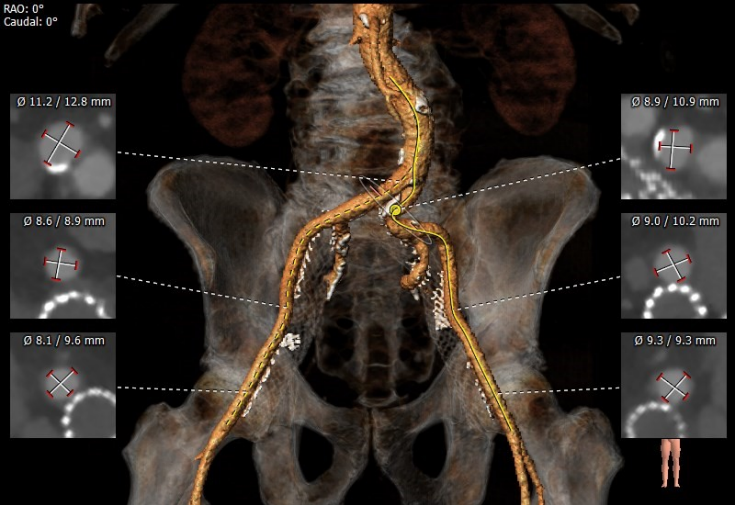 RAO: 0°
Caudal: 0°
Ø 11.2 / 12.8 mm
Ø 8.9 / 10.9 mm
Ø 8.6 / 8.9 mm
Ø 9.0 / 10.2 mm
Ø 8.1 / 9.6 mm
Ø 9.3 / 9.3 mm